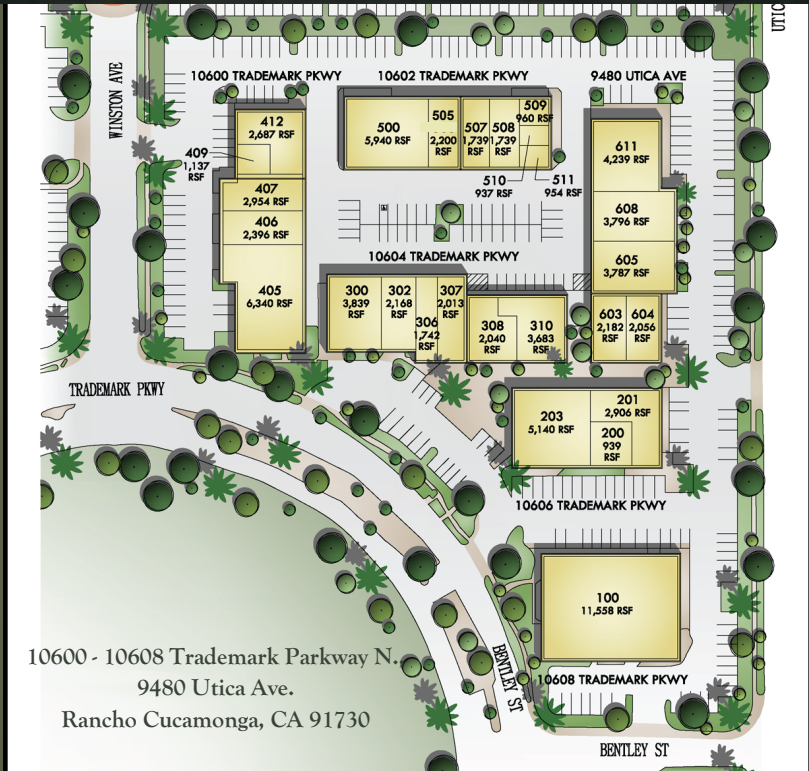 UTIC
10600 TRADEMARK PKWY
10602 TRADEMARK PKWY
9480 UTICA AVE
WINSTON AVE
412
2,687 RSF
409
1,137
RSF
407
2,954 RSF
406
2,396 RSF
405
6,340 RSF
500
5,940 RSF
505
2,200
RSF
507
1,739
RSF
508
1,739
RSF
509
960 RSF
510
937 RSF
511
954 RSF
611
4,239 RSF
608
3,796 RSF
605
3,787 RSF
603
2,182
RSF
604
2,056
RSF
10604 TRADEMARK PKWY
300
3,839
RSF
302
2,168
RSF
306
1,742
RSF
307
2,013
RSF
308
2,040
RSF
310
3,683
RSF
TRADEMARK PKWY
203
5,140 RSF
201
2,906 RSF
200
939
RSF
10606 TRADEMARK PKWY
100
11,558 RSF
10608 TRADEMARK PKWY
BENTLEY ST
BENTLEY ST
10600 - 10608 Trademark Parkway N.
9480 Utica Ave.
Rancho Cucamonga, CA 91730